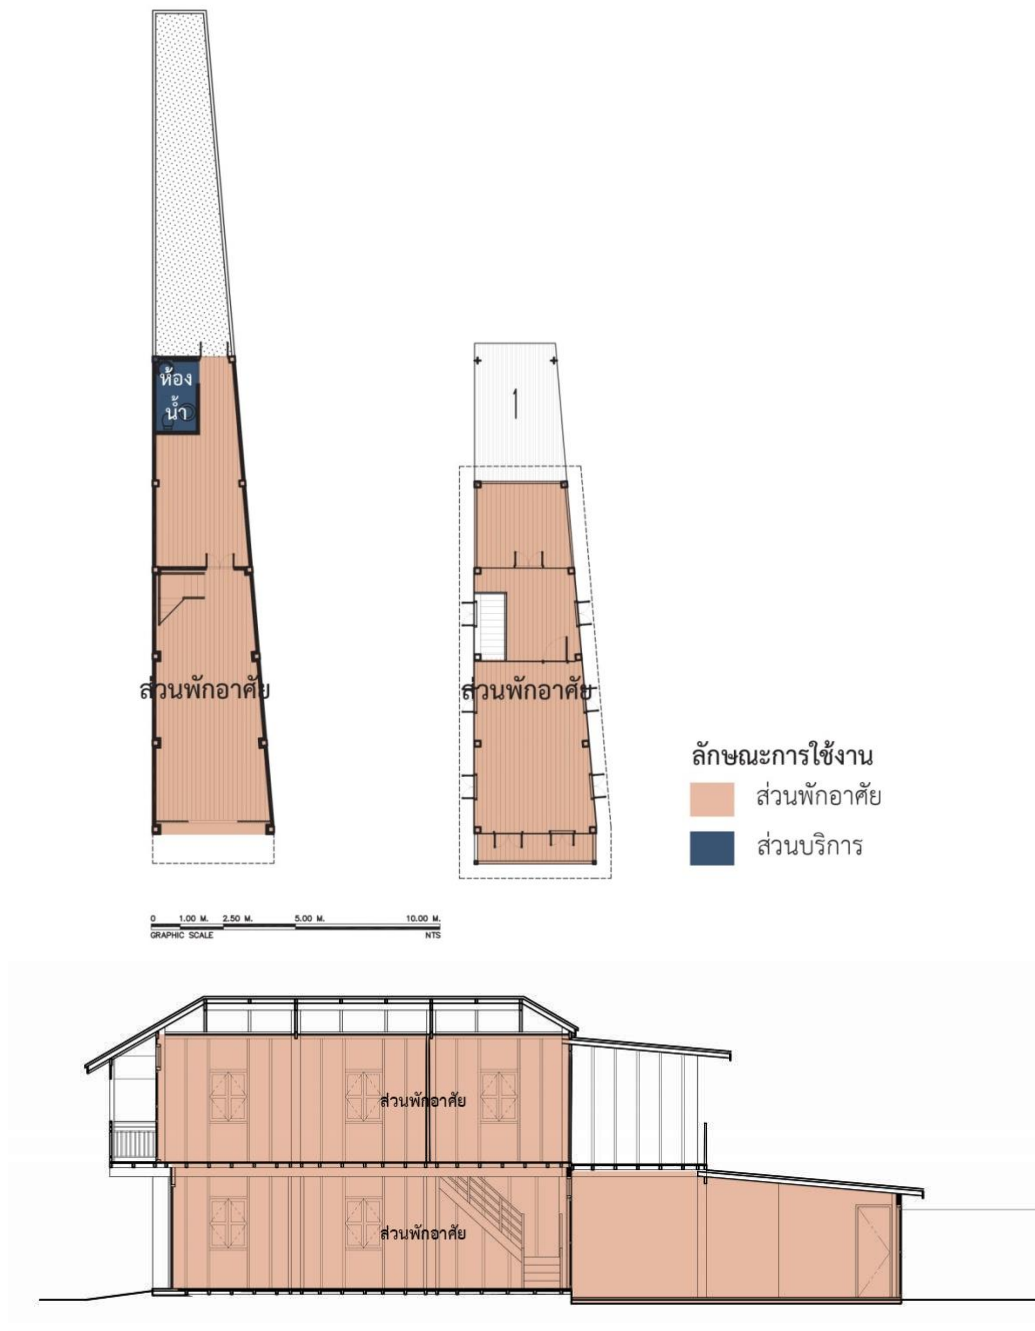 ห้อง
น้ำ
1
ส่วนพักอาศัย
ส่วนพักอาศัย
ลักษณะการใช้งาน
ส่วนพักอาศัย
ส่วนบริการ
0 1.00 M. 2.50 M. 5.00 M. 10.00 M.
GRAPHIC SCALE NTS
ส่วนพักอาศัย
ส่วนพักอาศัย